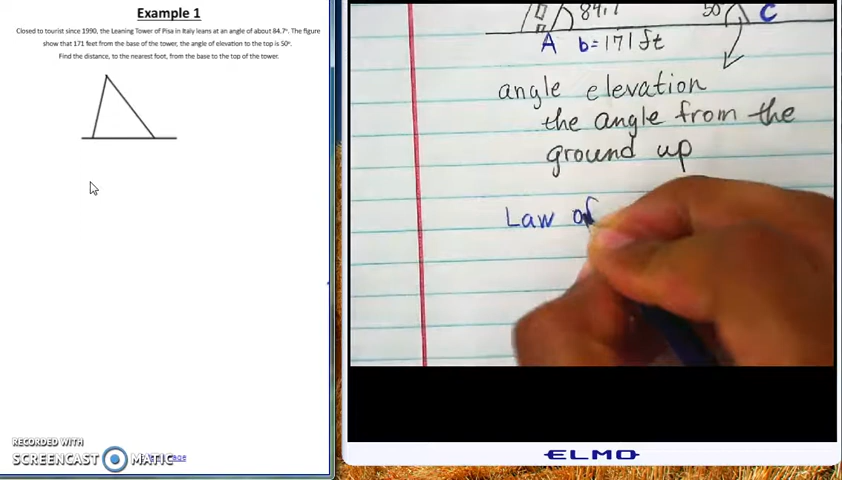 Example 1
Closed to tourist since 1990, the Leaning Tower of Pisa in Italy leans at an angle of about 84.7°. The figure
show that 171 feet from the base of the tower, the angle of elevation to the top is 50°.
Find the distance, to the nearest foot, from the base to the top of the tower.
84.7 50° C
A b=171 ft
angle elevation
the angle from the
ground up
Law of
RECORDED WITH
SCREENCAST MATIC
ELMO